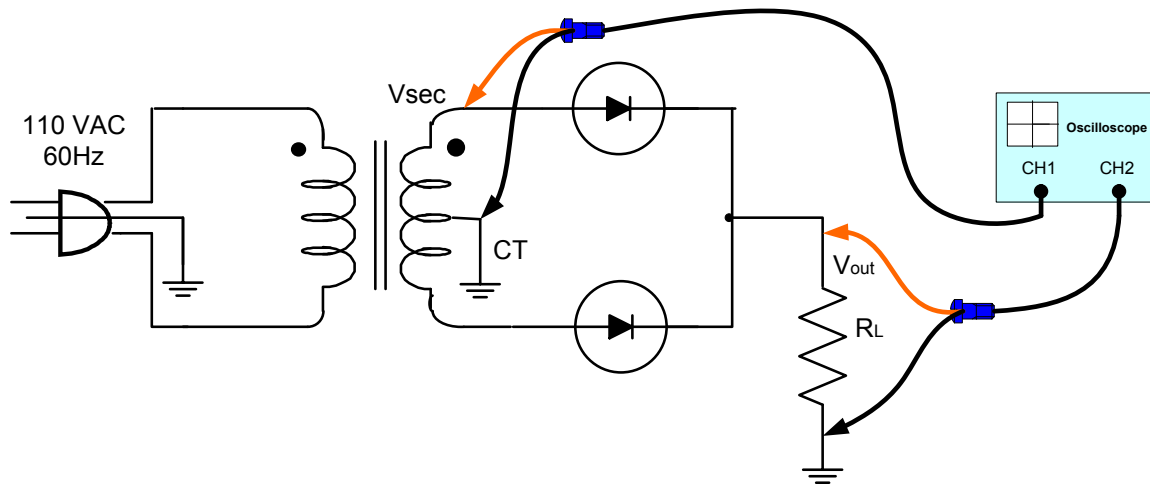 Vsec
110 VAC
60Hz
Oscilloscope
CH1
CH2
CT
Vout
RL